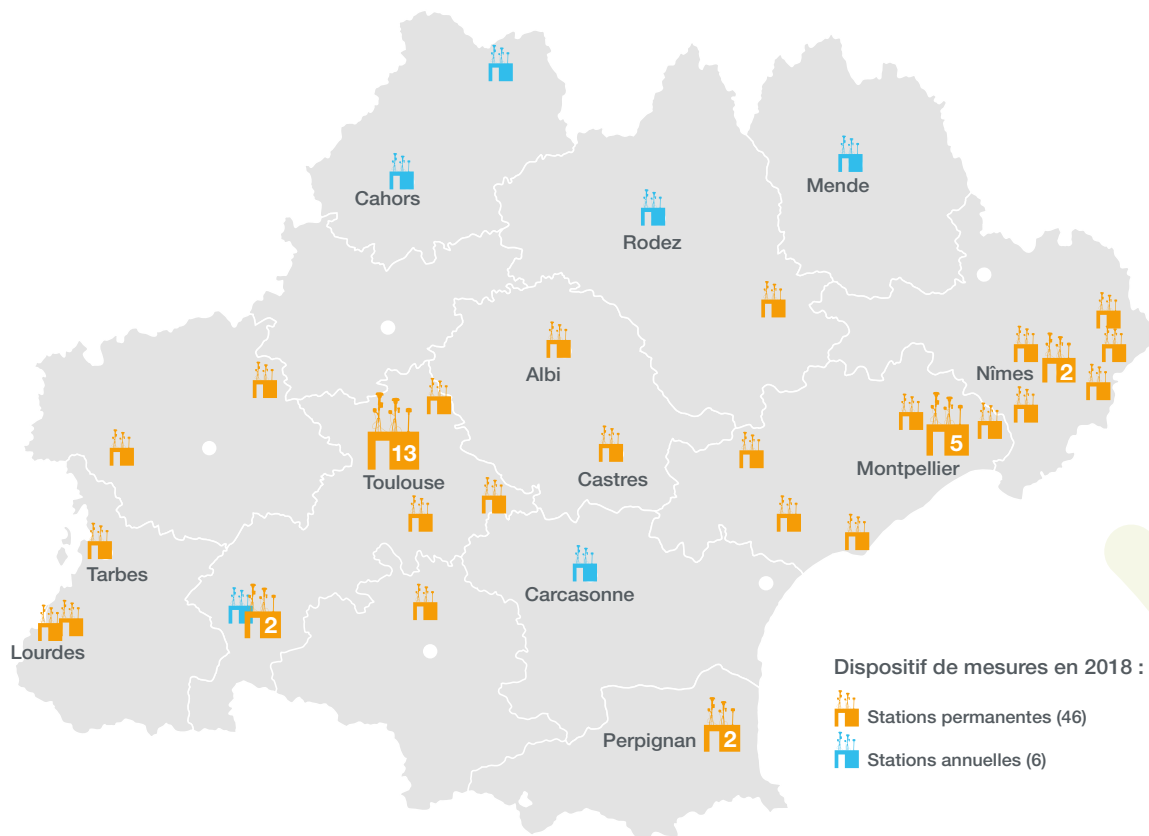 Cahors
Mende
Rodez
Albi
Nîmes
2
13
5
Toulouse
Castres
Montpellier
Tarbes
Carcasonne
2
Lourdes
Perpignan
2
Dispositif de mesures en 2018 :
Stations permanentes (46)
Stations annuelles (6)